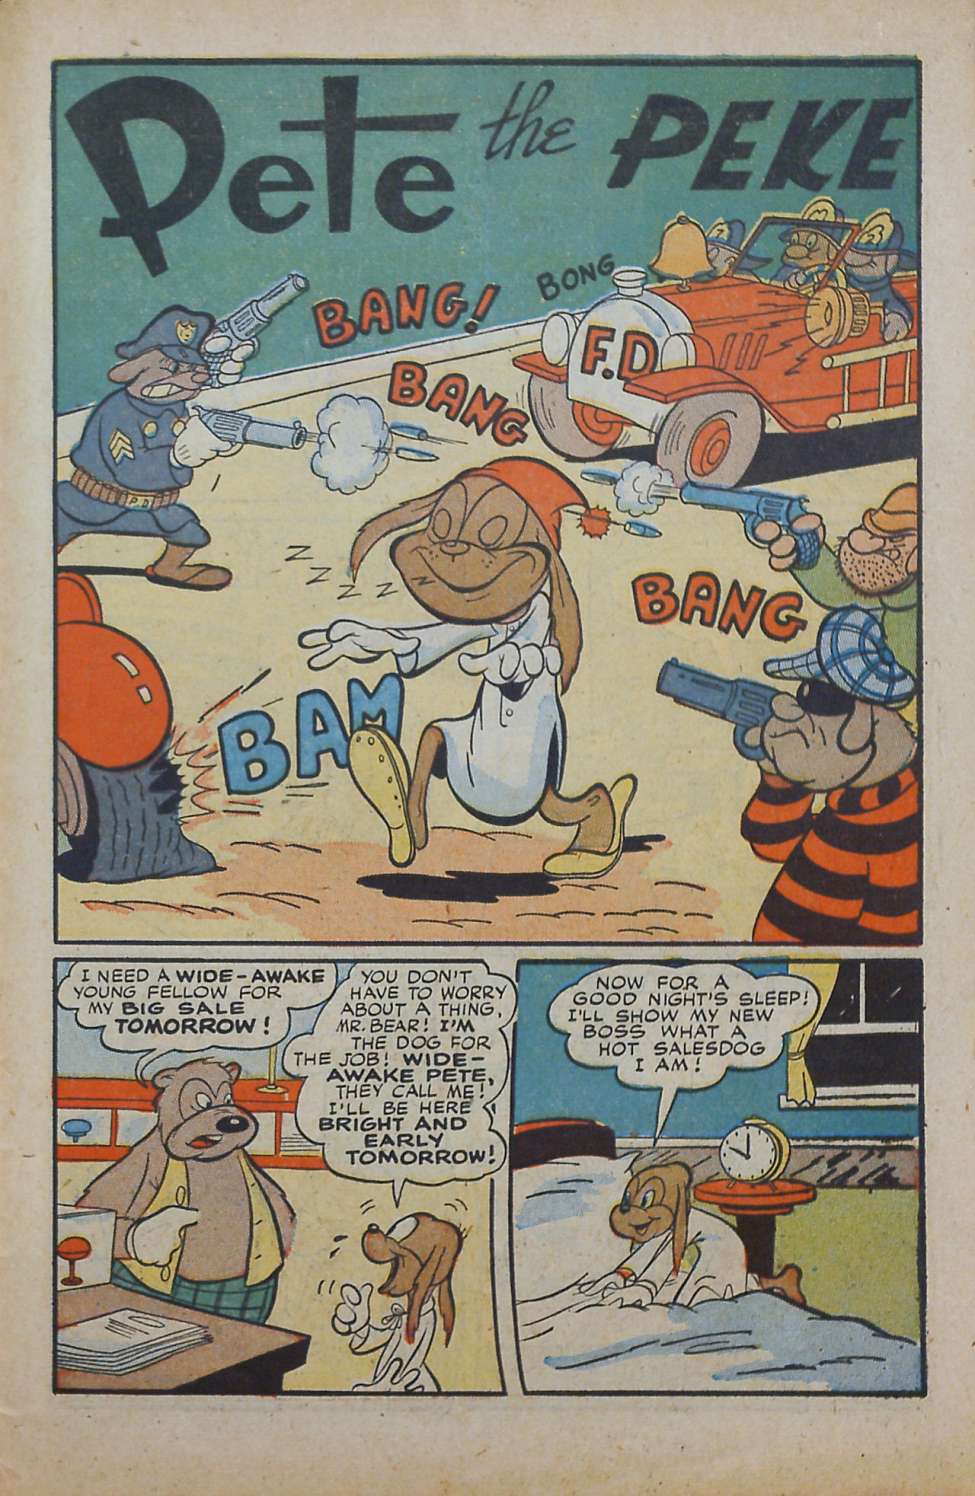 Pete the PEKE
BONG
BANG!
F.D
BANG
P.D
Z
Z Z Z Z
Z
BANG
BAM
I NEED A WIDE-AWAKE
YOUNG FELLOW FOR
MY BIG SALE
TOMORROW!
YOU DON'T
HAVE TO WORRY
ABOUT A THING,
MR. BEAR! I'M
THE DOG FOR
THE JOB! WIDE-
AWAKE PETE,
THEY CALL ME!
I'LL BE HERE
BRIGHT AND
EARLY
TOMORROW!
NOW FOR A
GOOD NIGHT'S SLEEP!
I'LL SHOW MY NEW
BOSS WHAT A
HOT SALESDOG
I AM!